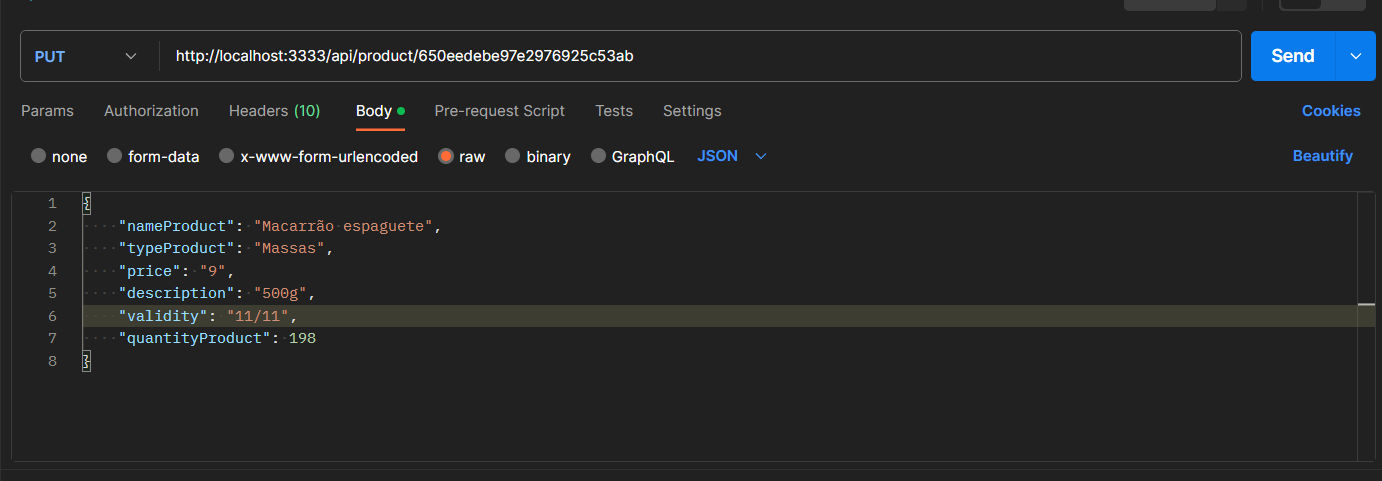 PUT http://localhost:3333/api/product/650eedebe97e2976925c53ab Send
Params Authorization Headers (10) Body Pre-request Script Tests Settings Cookies
none form-data x-www-form-urlencoded raw binary GraphQL JSON Beautify
1 {
2 "nameProduct": "Macarrão espaguete",
3 "typeProduct": "Massas",
4 "price": "9",
5 "description": "500g",
6 "validity": "11/11",
7 "quantityProduct": 198
8 }